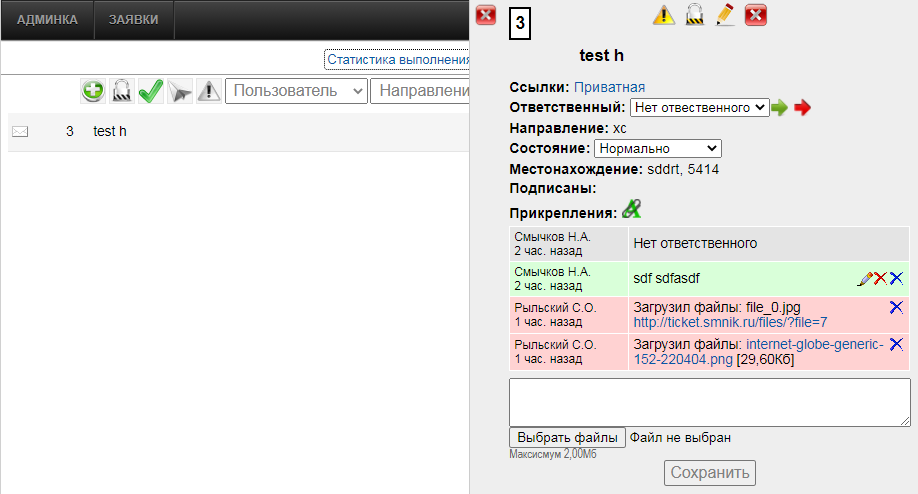 АДМИНКА ЗАЯВКИ
Статистика выполнения
Пользователь Направлени
3 test h
3
test h
Ссылки: Приватная
Ответственный: Нет отвественного
Направление: хс
Состояние: Нормально
Местонахождение: sddrt, 5414
Подписаны:
Прикрепления:
Смычков Н.А.
2 час. назад
Нет ответственного
Смычков Н.А.
2 час. назад
sdf sdfasdf
Рыльский С.О.
1 час. назад
Загрузил файлы: file_0.jpg
http://ticket.smnik.ru/files/?file=7
Рыльский С.О.
1 час. назад
Загрузил файлы: internet-globe-generic-
152-220404.png [29,60Кб]
Выбрать файлы Файл не выбран
Максисмум 2,00Мб
Сохранить